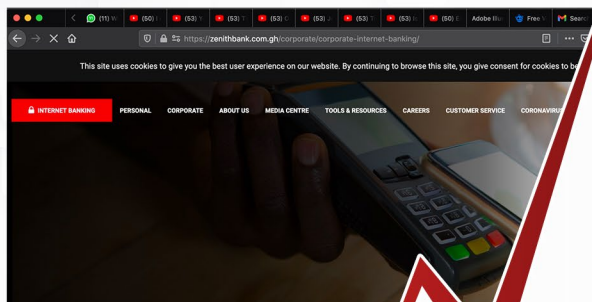 (11) W (50) I (53) Y (53) T (53) D (53) J (53) T (53) Is (50) E Adobe Illus Free V M Searc
https://zenithbank.com.gh/corporate/corporate-internet-banking/
This site uses cookies to give you the best user experience on our website. By continuing to browse this site, you give consent for cookies to be
INTERNET BANKING PERSONAL CORPORATE ABOUT US MEDIA CENTRE TOOLS & RESOURCES CAREERS CUSTOMER SERVICE CORONAVIRUS